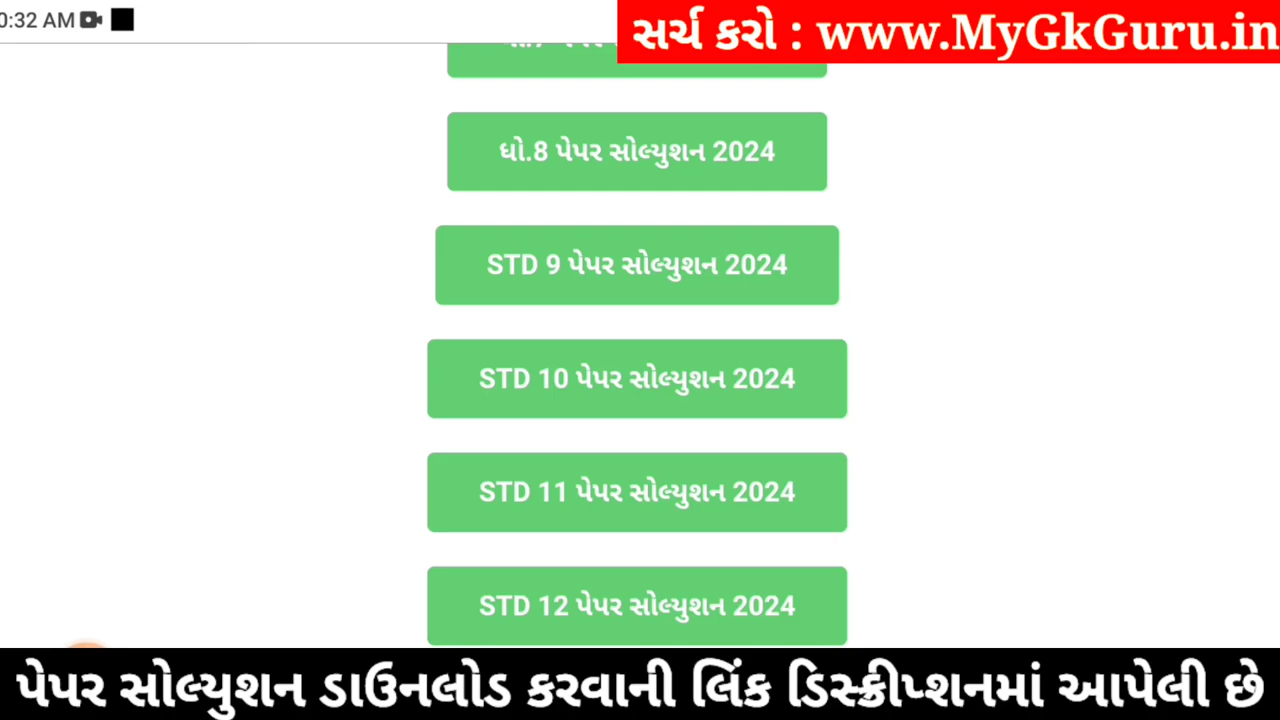 0:32 AM
સર્ચ કરો : www.MyGkGuru.in
ધો.8 પેપર સોલ્યુશન 2024
STD 9 પેપર સોલ્યુશન 2024
STD 10 પેપર સોલ્યુશન 2024
STD 11 પેપર સોલ્યુશન 2024
STD 12 પેપર સોલ્યુશન 2024
પેપર સોલ્યુશન ડાઉનલોડ કરવાની લિંક ડિસ્ક્રીપ્શનમાં આપેલી છે